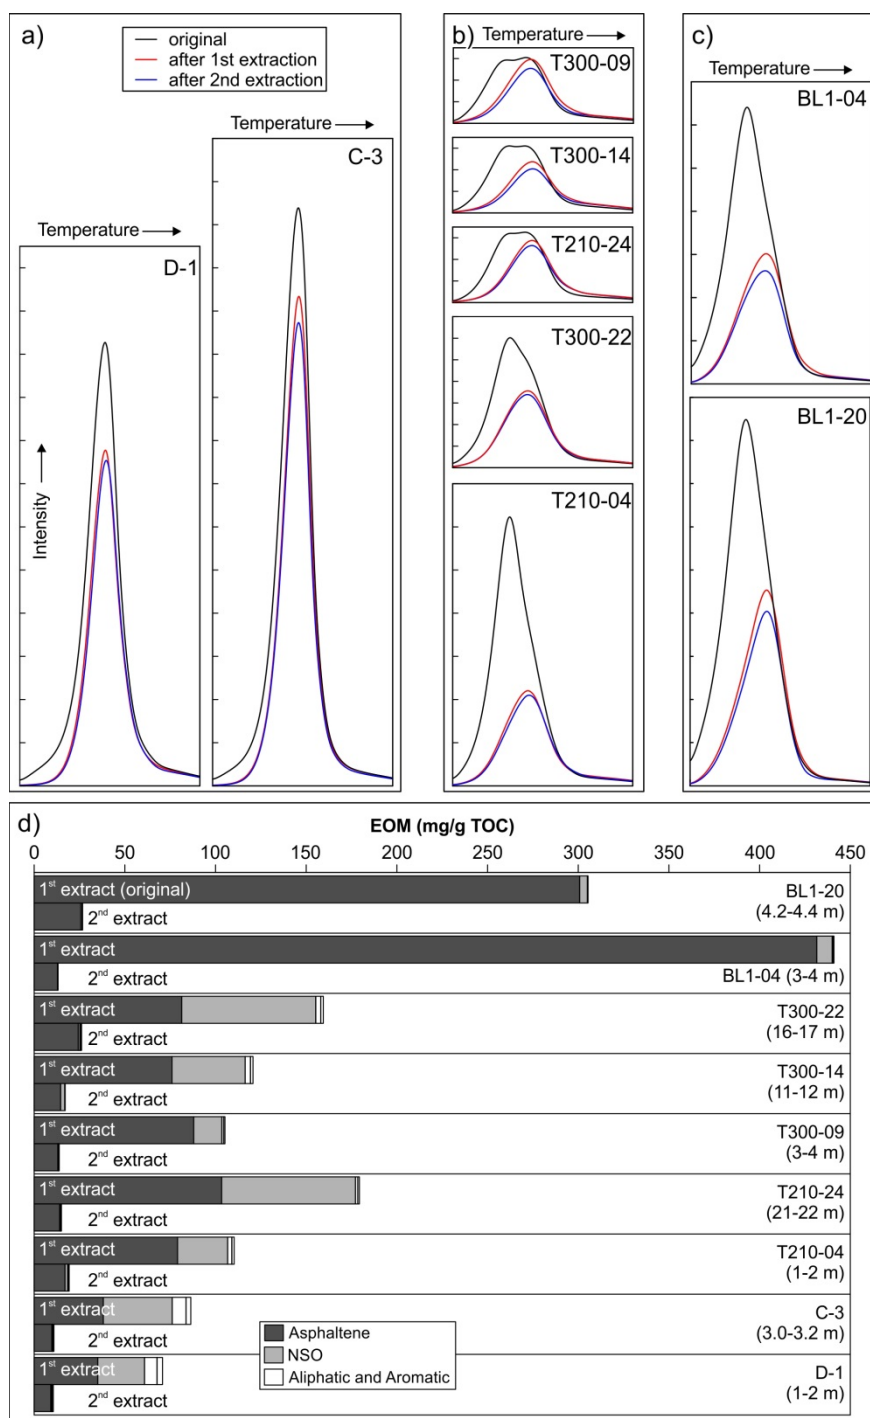 a)
original
after 1st extraction
after 2nd extraction
Temperature
C-3
Temperature
D-1
Intensity
b)
Temperature
T300-09
T300-14
T210-24
T300-22
T210-04
c)
Temperature
BL1-04
BL1-20
d)
EOM (mg/g TOC)
0 50 100 150 200 250 300 350 400 450
1st extract (original)
2nd extract
BL1-20
(4.2-4.4 m)
1st extract
2nd extract
BL1-04 (3-4 m)
1st extract
2nd extract
T300-22
(16-17 m)
1st extract
2nd extract
T300-14
(11-12 m)
1st extract
2nd extract
T300-09
(3-4 m)
1st extract
2nd extract
T210-24
(21-22 m)
1st extract
2nd extract
T210-04
(1-2 m)
1st extract
2nd extract
C-3
(3.0-3.2 m)
1st extract
2nd extract
D-1
(1-2 m)
Asphaltene
NSO
Aliphatic and Aromatic